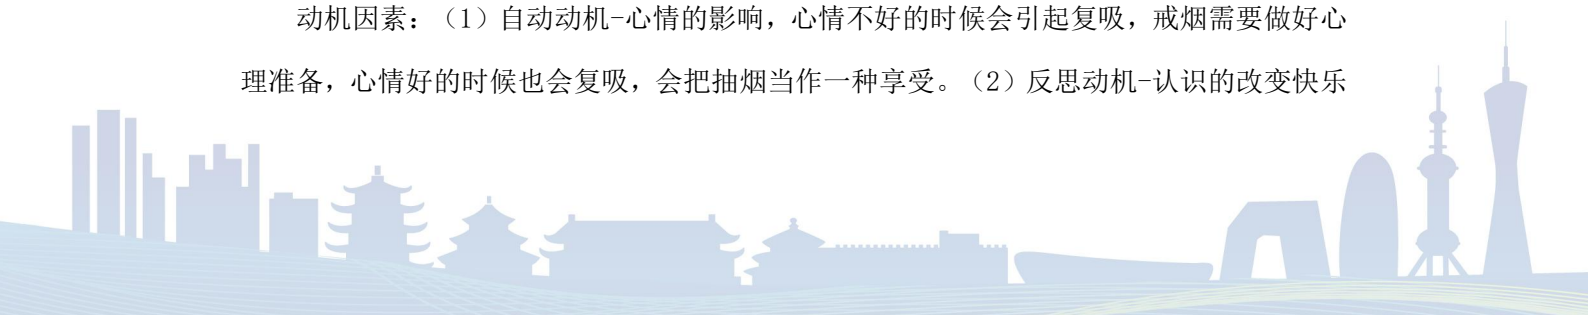 动机因素：（1）自动动机-心情的影响，心情不好的时候会引起复吸，戒烟需要做好心
理准备，心情好的时候也会复吸，会把抽烟当作一种享受。（2）反思动机-认识的改变快乐